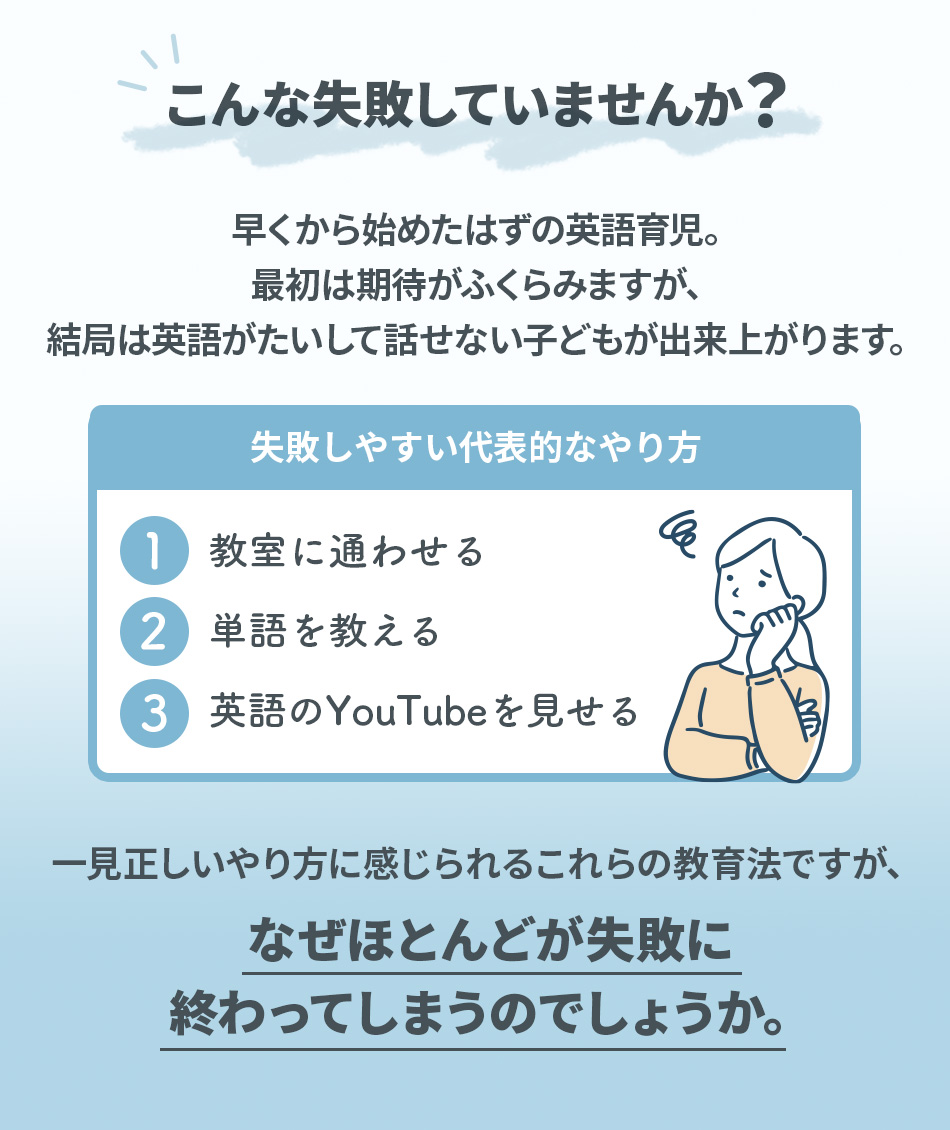 こんな失敗していませんか?
早くから始めたはずの英語育児。
最初は期待がふくらみますが、
結局は英語がたいして話せない子どもが出来上がります。
失敗しやすい代表的なやり方
1 教室に通わせる
2 単語を教える
3 英語のYouTubeを見せる
一見正しいやり方に感じられるこれらの教育法ですが、
なぜほとんどが失敗に
終わってしまうのでしょうか。